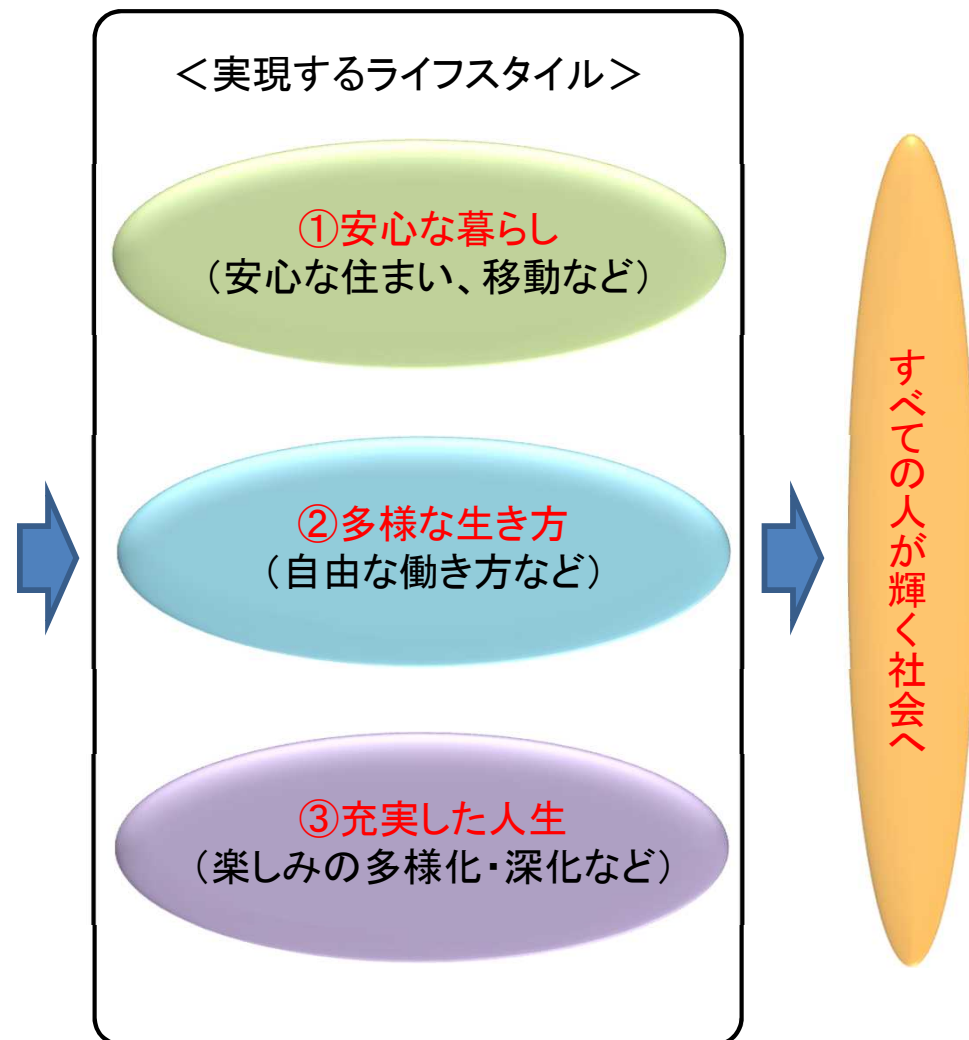 ＜実現するライフスタイル＞
①安心な暮らし
（安心な住まい、移動など）
②多様な生き方
（自由な働き方など）
③充実した人生
（楽しみの多様化・深化など）
すべての人が輝く社会へ